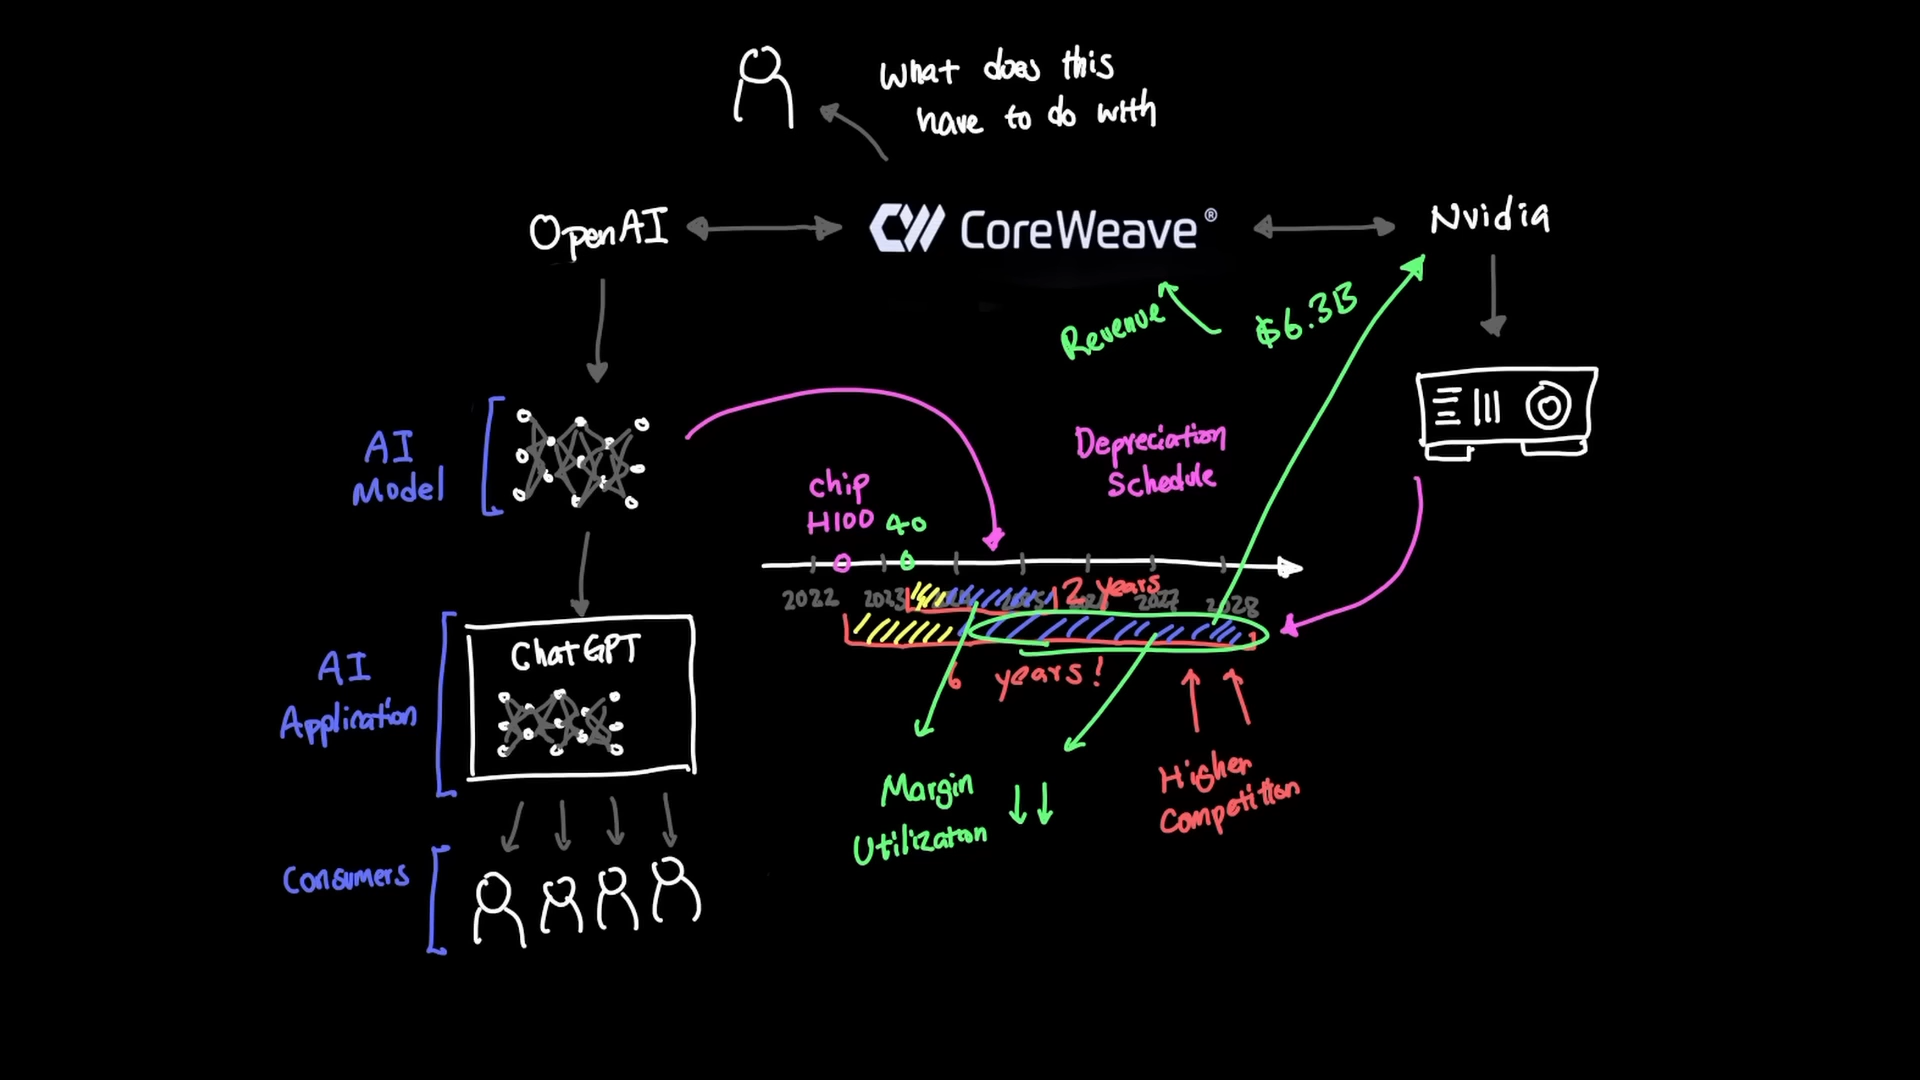 What does this
have to do with
OpenAI
CoreWeave®
Nvidia
Revenue
$6.3B
AI
Model
Depreciation
Schedule
chip
H100
40
2 years
2022
2023
2025
2027
2028
6 years!
AI
Application
ChatGPT
Margin
Utilization
Higher
Competition
Consumers